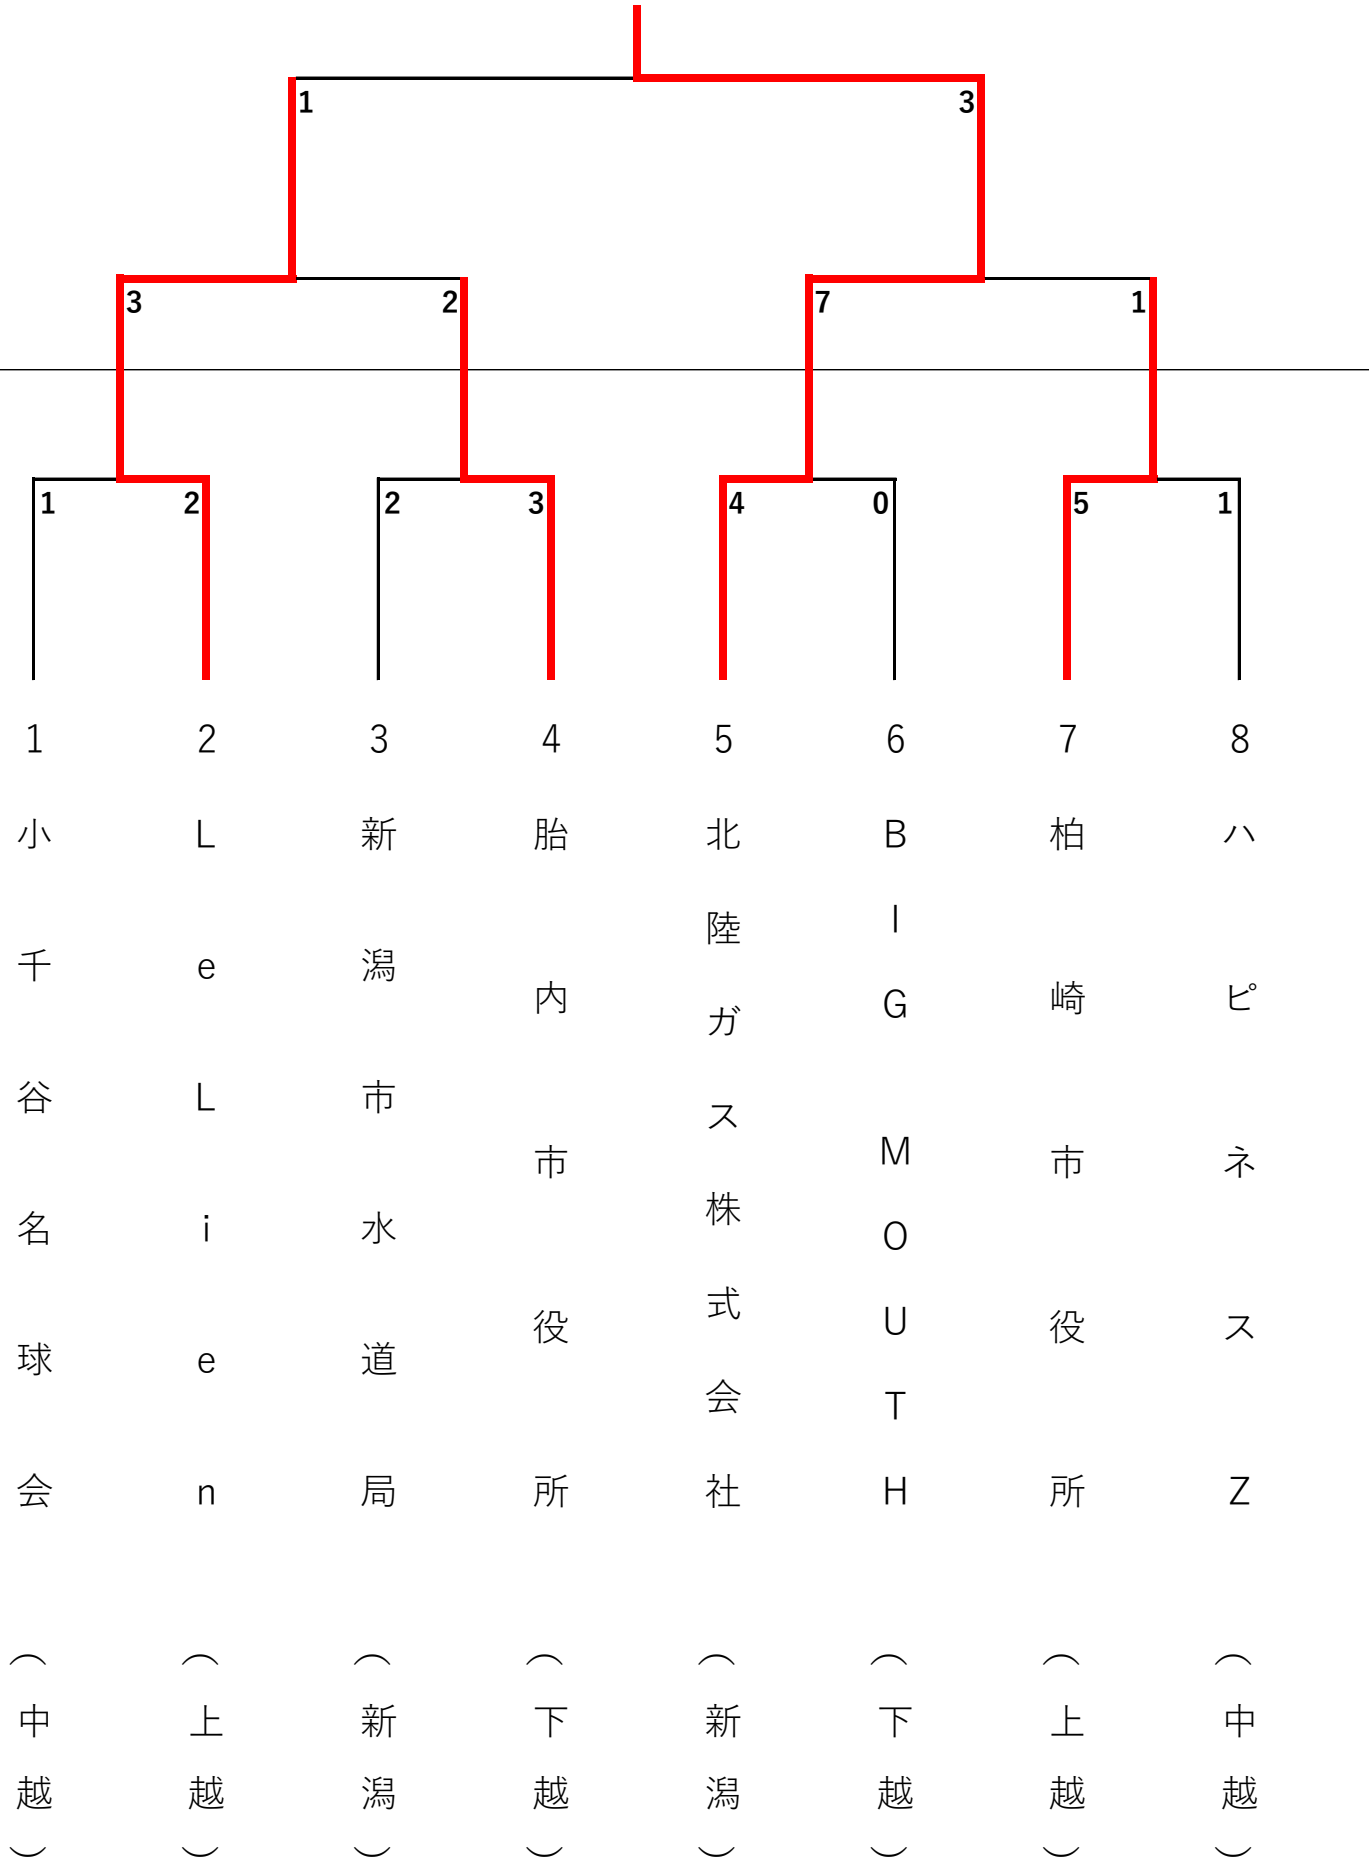 1 3
3 2 7 1
1 2 2 3 4 0 5 1
1 2 3 4 5 6 7 8
小千谷名球会(中越)
LeLien(上越)
新潟市水道局(新潟)
胎内市役所(下越)
北陸ガス株式会社(新潟)
BIG MOUTH(下越)
柏崎市役所(上越)
ハピネスZ(中越)